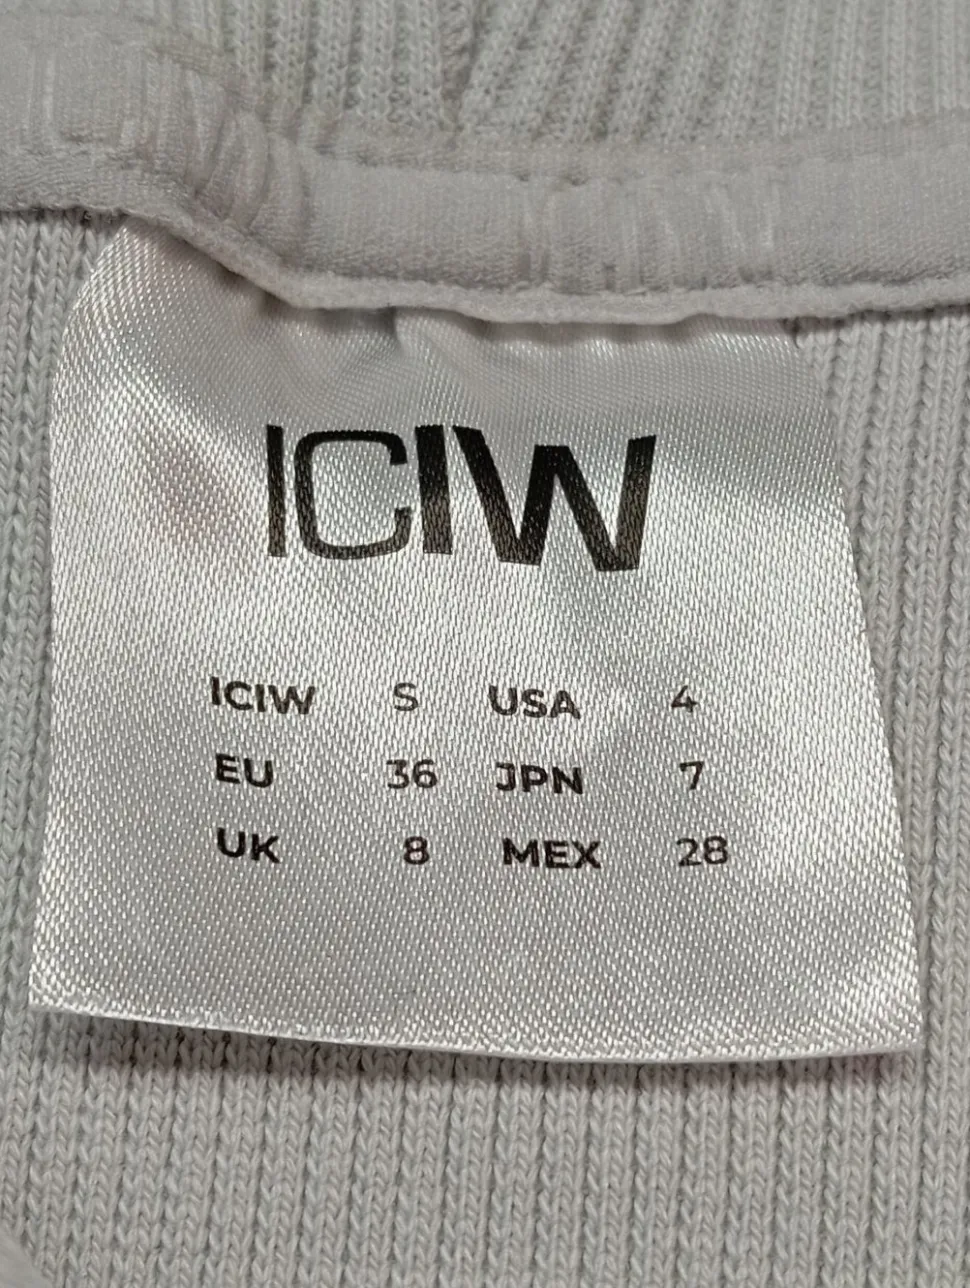 ICIW
ICIW S USA 4
EU 36 JPN 7
UK 8 MEX 28